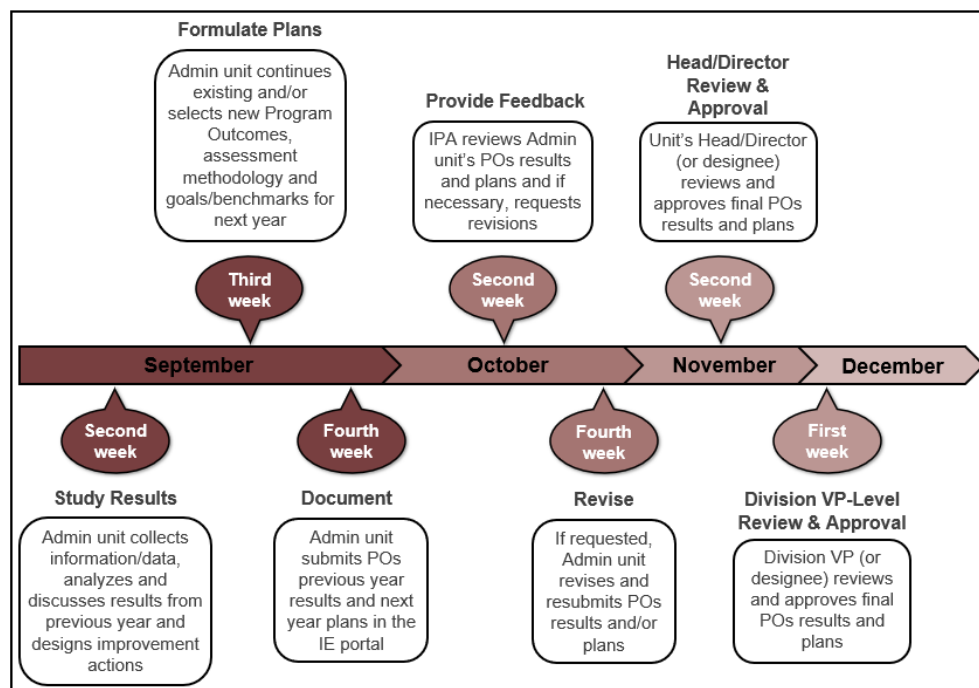 Formulate Plans
Admin unit continues
existing and/or
selects new Program
Outcomes,
assessment
methodology and
goals/benchmarks for
next year
Provide Feedback
IPA reviews Admin
unit's POs results
and plans and if
necessary, requests
revisions
Head/Director
Review &
Approval
Unit's Head/Director
(or designee)
reviews and
approves final POs
results and plans
Third
week
Second
week
Second
week
September
October
November
December
Second
week
Fourth
week
Fourth
week
First
week
Study Results
Admin unit collects
information/data,
analyzes and
discusses results from
previous year and
designs improvement
actions
Document
Admin unit
submits POs
previous year
results and next
year plans in the
IE portal
Revise
If requested,
Admin unit
revises and
resubmits POs
results and/or
plans
Division VP-Level
Review & Approval
Division VP (or
designee) reviews
and approves final
POs results and
plans